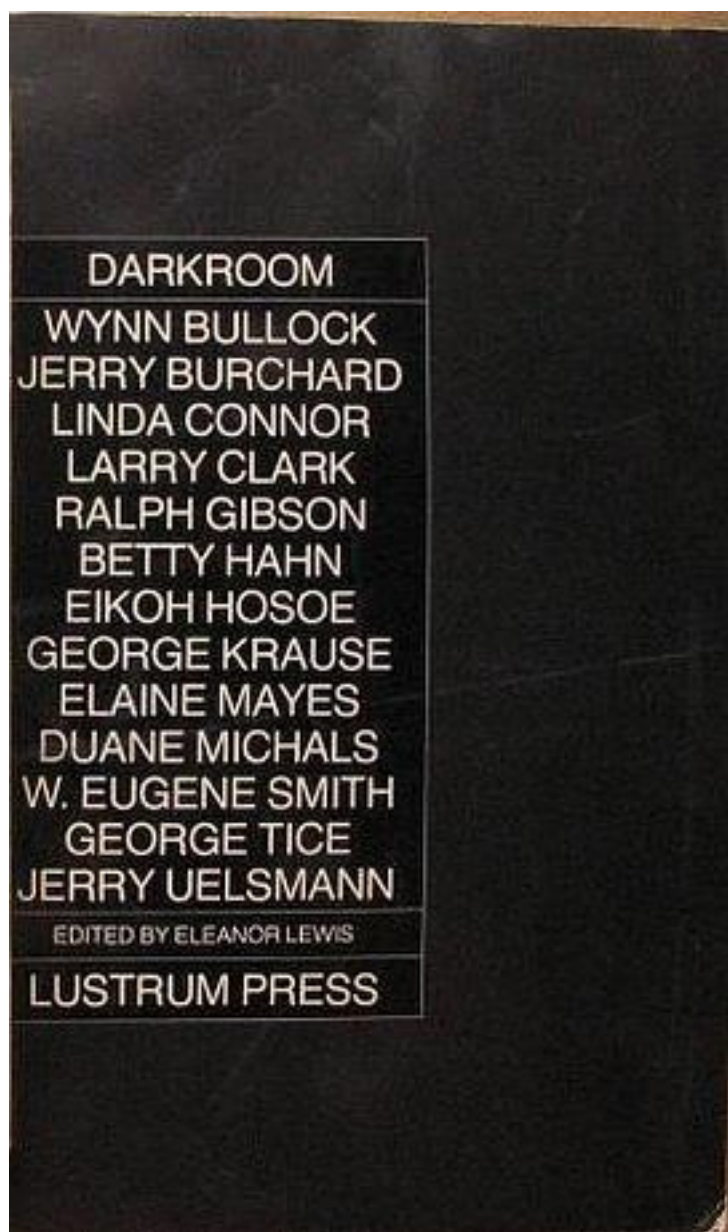 DARKROOM
WYNN BULLOCK
JERRY BURCHARD
LINDA CONNOR
LARRY CLARK
RALPH GIBSON
BETTY HAHN
EIKOH HOSOE
GEORGE KRAUSE
ELAINE MAYES
DUANE MICHALS
W. EUGENE SMITH
GEORGE TICE
JERRY UELSMANN
EDITED BY ELEANOR LEWIS
LUSTRUM PRESS